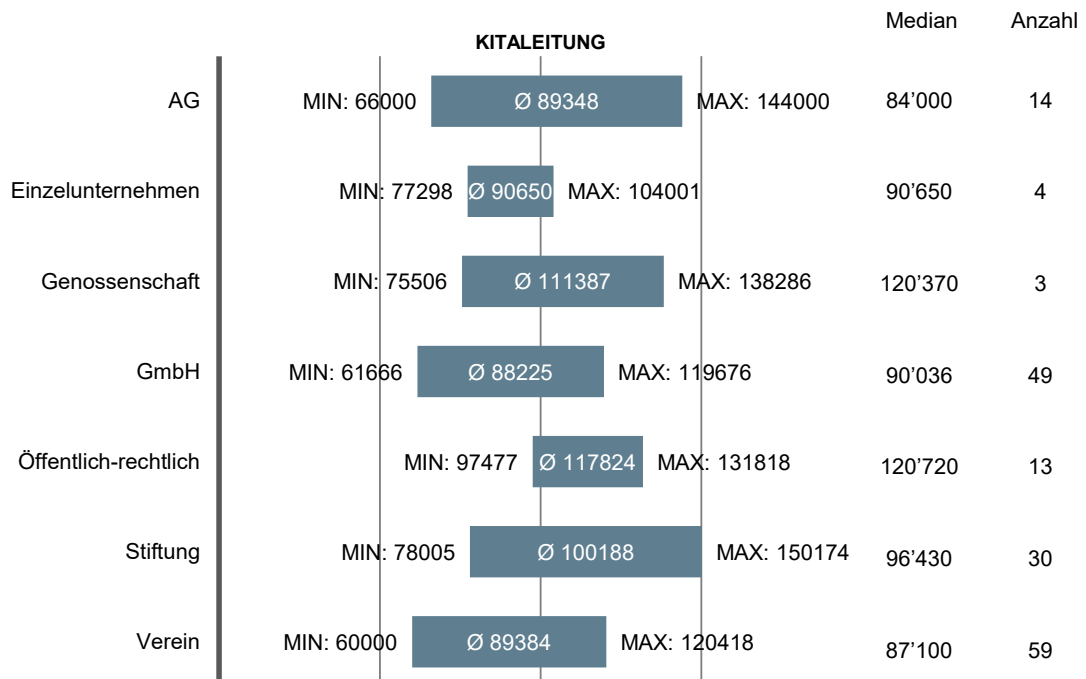 Median Anzahl
KITALEITUNG
AG MIN: 66000 Ø 89348 MAX: 144000 84’000 14
Einzelunternehmen MIN: 77298 Ø 90650 MAX: 104001 90’650 4
Genossenschaft MIN: 75506 Ø 111387 MAX: 138286 120’370 3
GmbH MIN: 61666 Ø 88225 MAX: 119676 90’036 49
Öffentlich-rechtlich MIN: 97477 Ø 117824 MAX: 131818 120’720 13
Stiftung MIN: 78005 Ø 100188 MAX: 150174 96’430 30
Verein MIN: 60000 Ø 89384 MAX: 120418 87’100 59